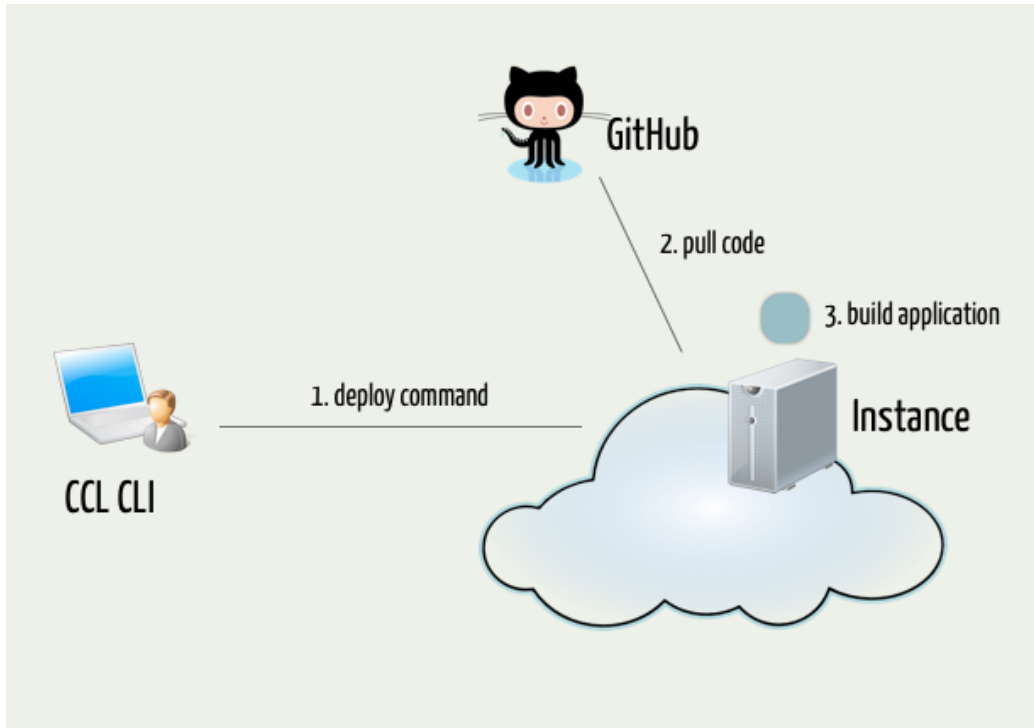 GitHub
2. pull code
3. build application
1. deploy command
Instance
CCL CLI